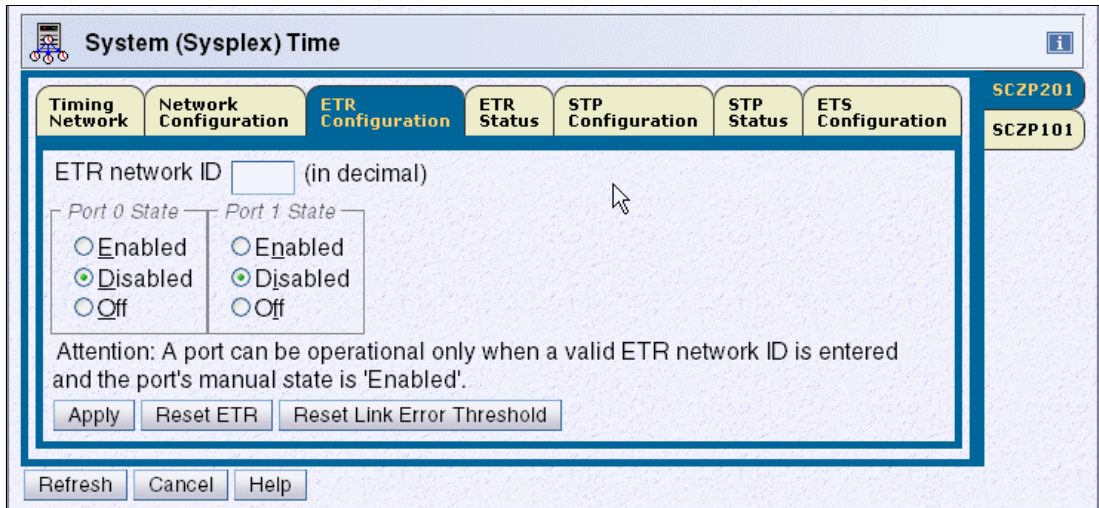 System (Sysplex) Time
i
SCZP201
SCZP101
Timing Network
Network Configuration
ETR Configuration
ETR Status
STP Configuration
STP Status
ETS Configuration
ETR network ID (in decimal)
Port 0 State
Enabled
Disabled
Off
Port 1 State
Enabled
Disabled
Off
Attention: A port can be operational only when a valid ETR network ID is entered
and the port's manual state is 'Enabled'.
Apply
Reset ETR
Reset Link Error Threshold
Refresh
Cancel
Help